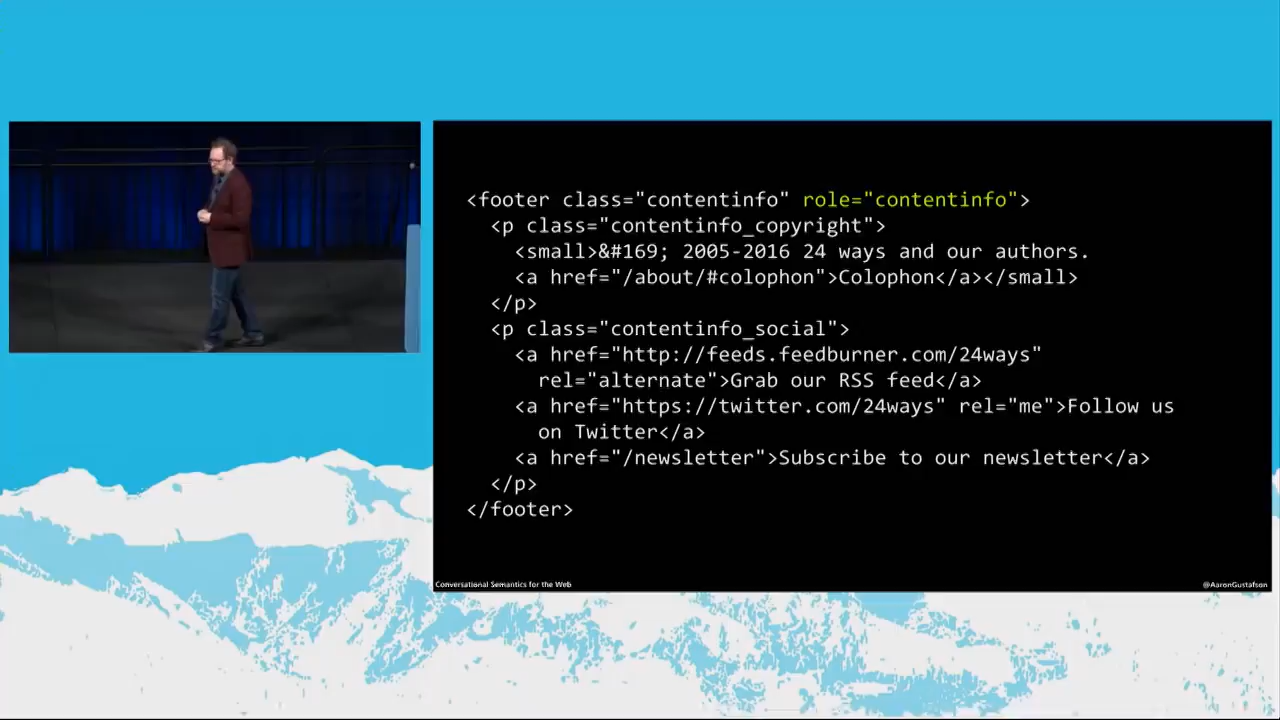 <footer class="contentinfo" role="contentinfo">
<p class="contentinfo_copyright">
<small>&#169; 2005-2016 24 ways and our authors.
<a href="/about/#colophon">Colophon</a></small>
</p>
<p class="contentinfo_social">
<a href="http://feeds.feedburner.com/24ways"
rel="alternate">Grab our RSS feed</a>
<a href="https://twitter.com/24ways" rel="me">Follow us
on Twitter</a>
<a href="/newsletter">Subscribe to our newsletter</a>
</p>
</footer>
Conversational Semantics for the Web
@AaronGustafson